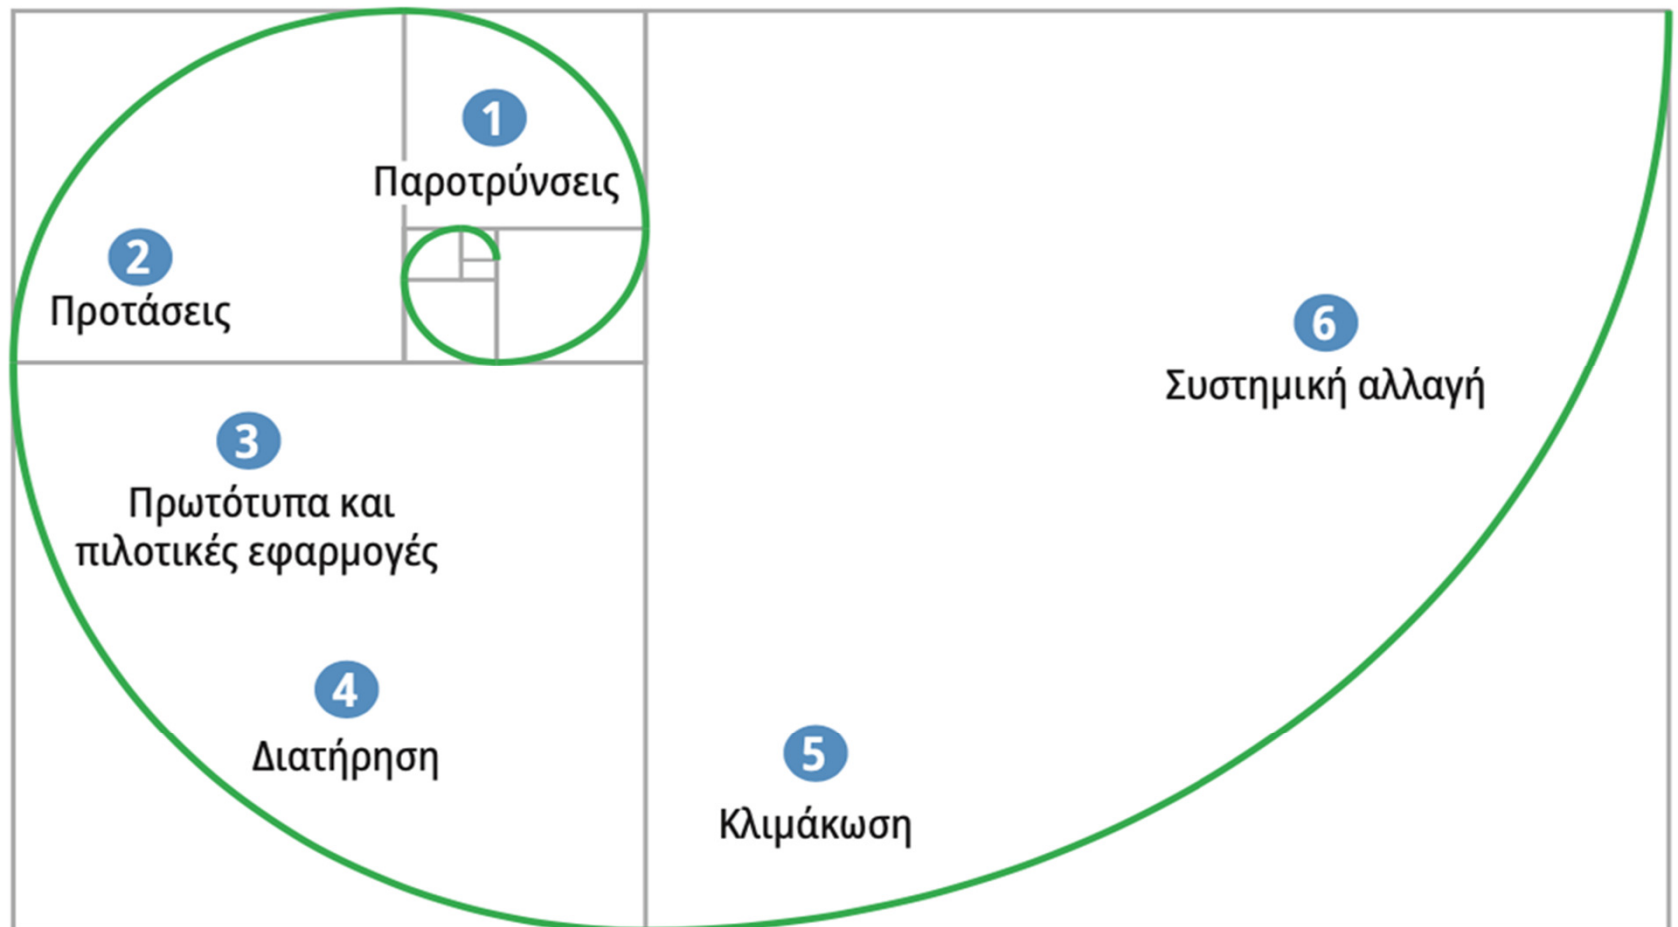 1
Παροτρύνσεις
2
Προτάσεις
3
Πρωτότυπα και
πιλοτικές εφαρμογές
4
Διατήρηση
5
Κλιμάκωση
6
Συστημική αλλαγή